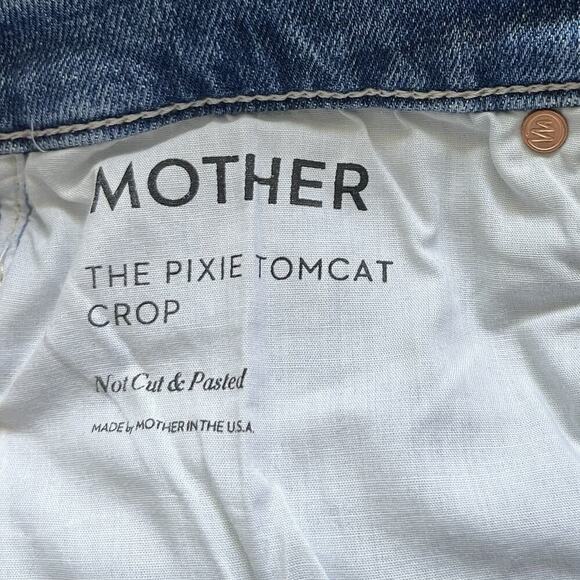 MOTHER
THE PIXIE TOMCAT
CROP
Not Cut & Pasted
MADE by MOTHER IN THE U.S.A.